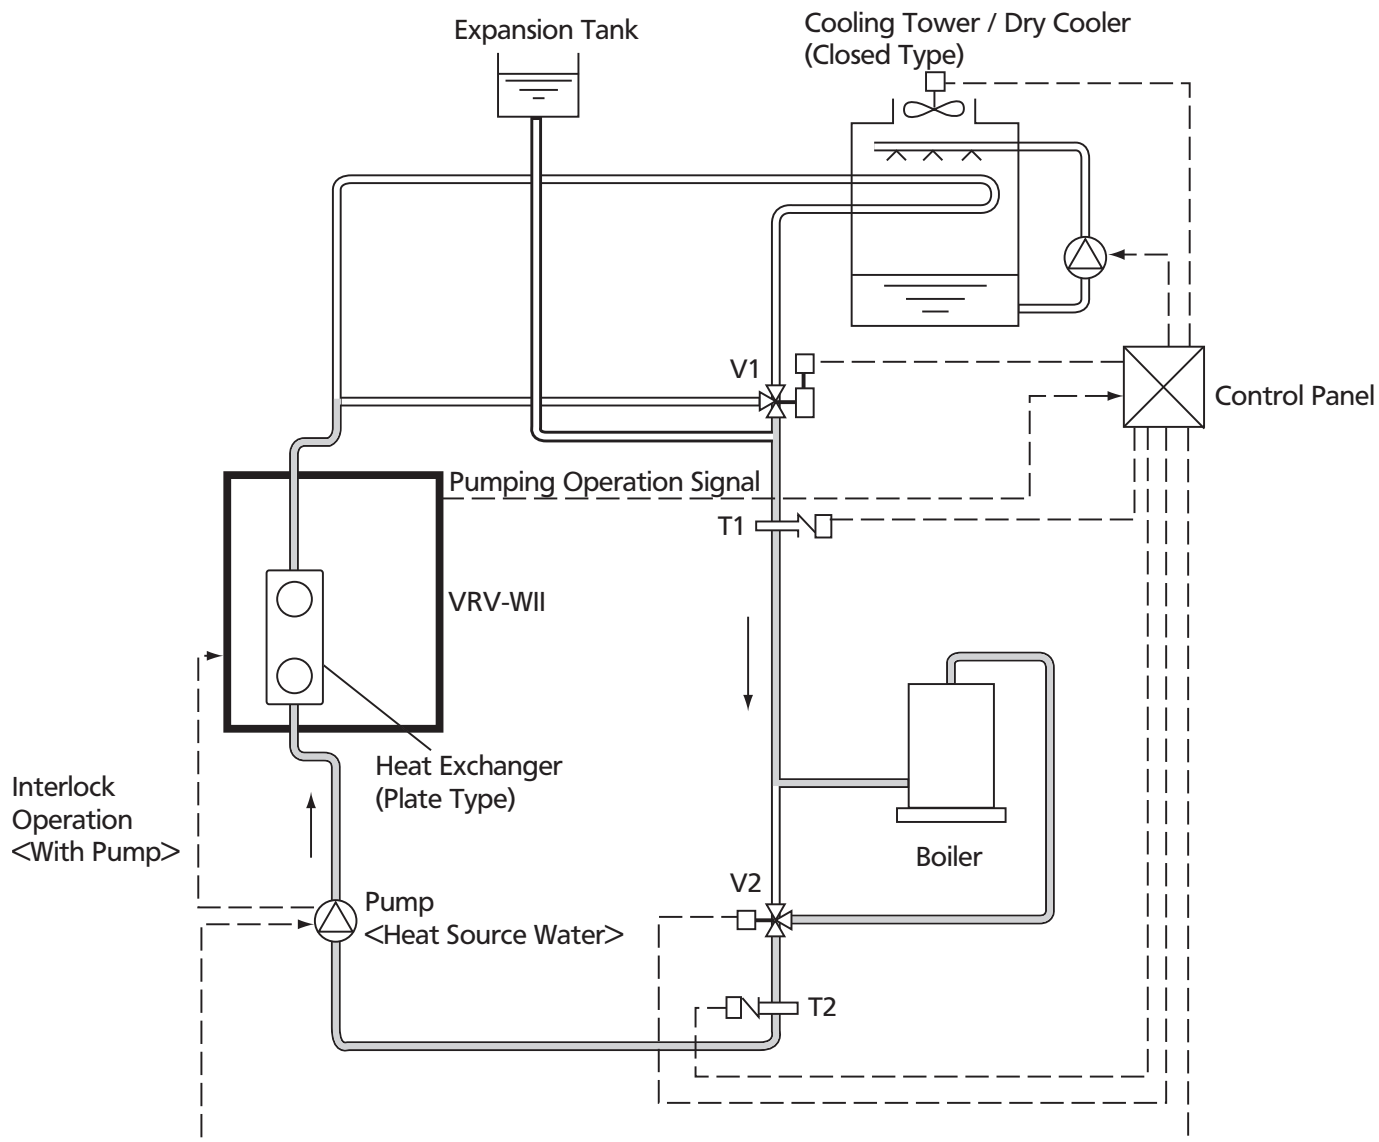 Expansion Tank
Cooling Tower / Dry Cooler
(Closed Type)
V1
Control Panel
Pumping Operation Signal
T1
VRV-WII
Heat Exchanger
(Plate Type)
Interlock
Operation
<With Pump>
Boiler
V2
Pump
<Heat Source Water>
T2